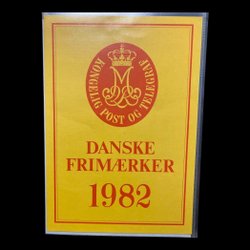 KONGELIG POST OG TELEGRAF
DANSKE
FRIMÆRKER
1982